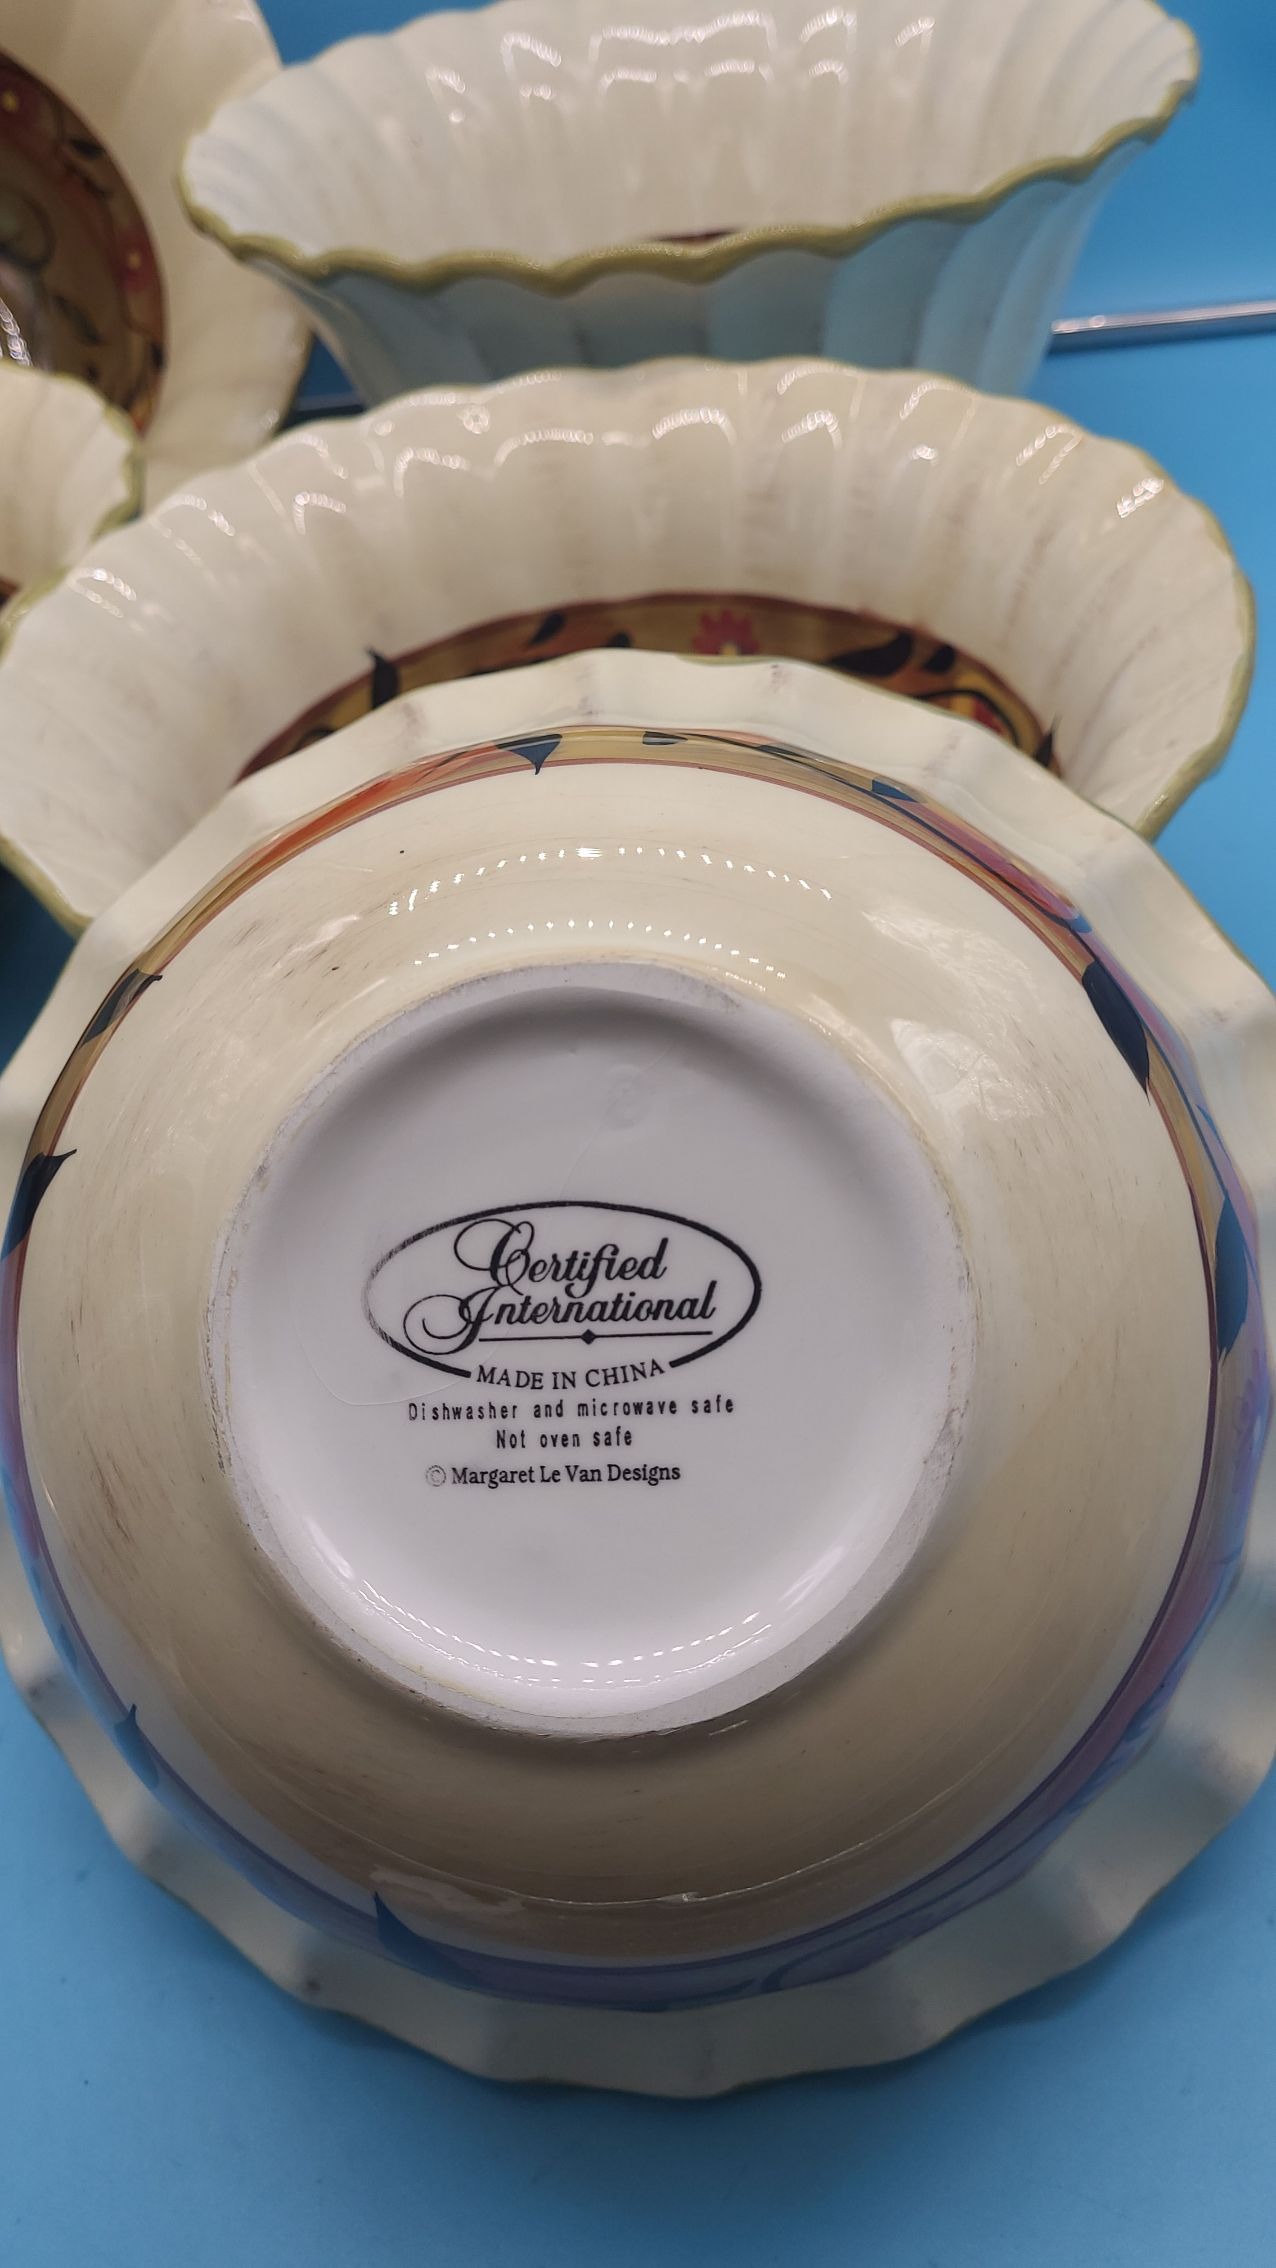 Certified
International
MADE IN CHINA
Dishwasher and microwave safe
Not oven safe
© Margaret Le Van Designs